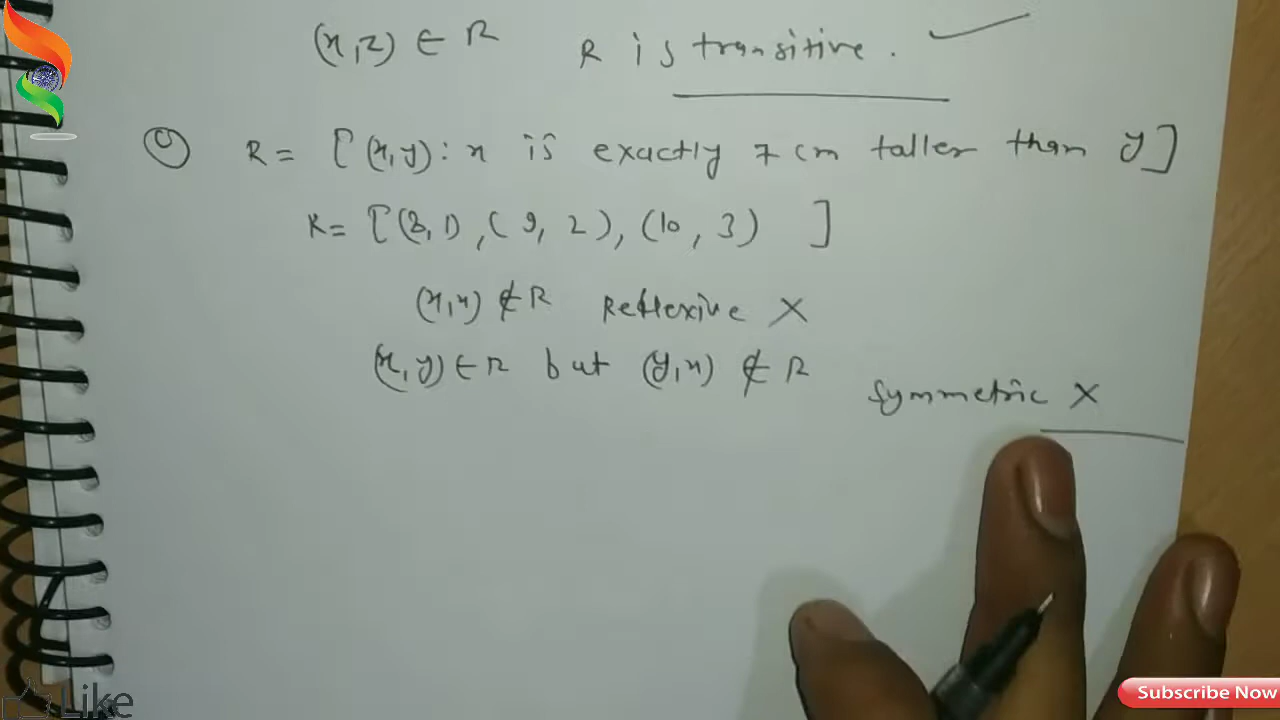 (x,z) ∈ R R is transitive.
R = [(x,y): x is exactly 7 cm taller than y]
R = [(8,1), (9,2), (10,3) ]
(x,x) ∉ R Reflexive X
(x,y) ∈ R but (y,x) ∉ R
Symmetric X
Like
Subscribe Now